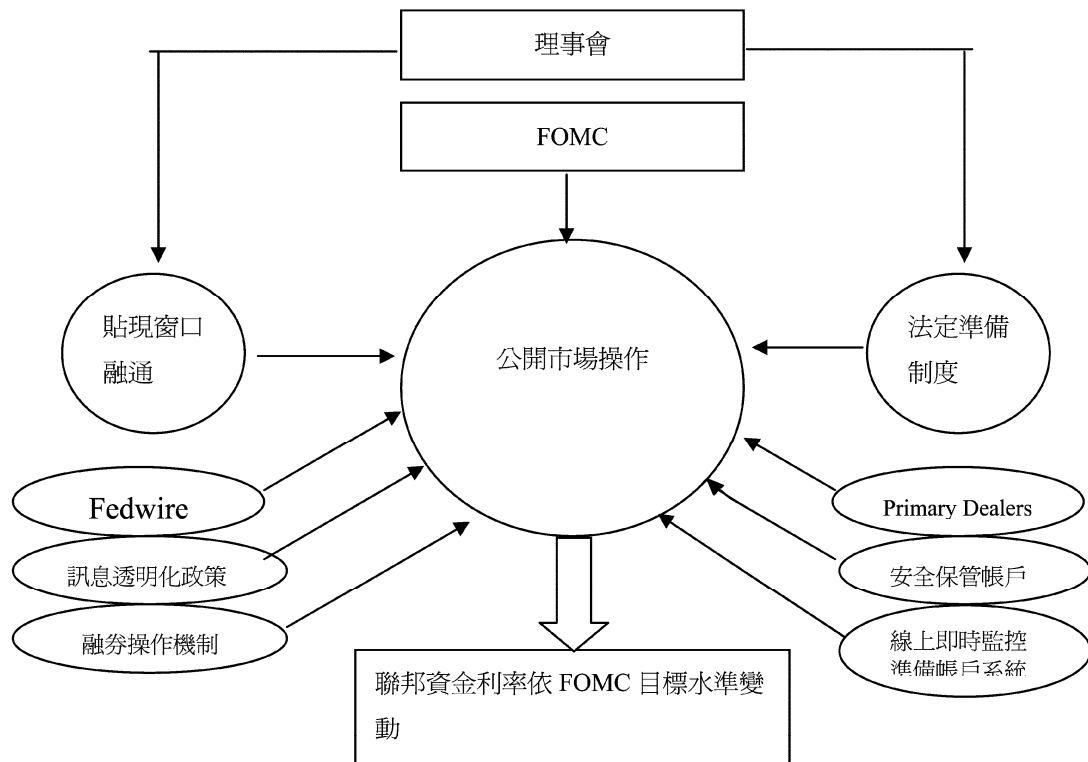 理事會
FOMC
貼現窗口
融通
公開市場操作
法定準備
制度
Fedwire
訊息透明化政策
融券操作機制
Primary Dealers
安全保管帳戶
線上即時監控
準備帳戶系統
聯邦資金利率依 FOMC 目標水準變
動